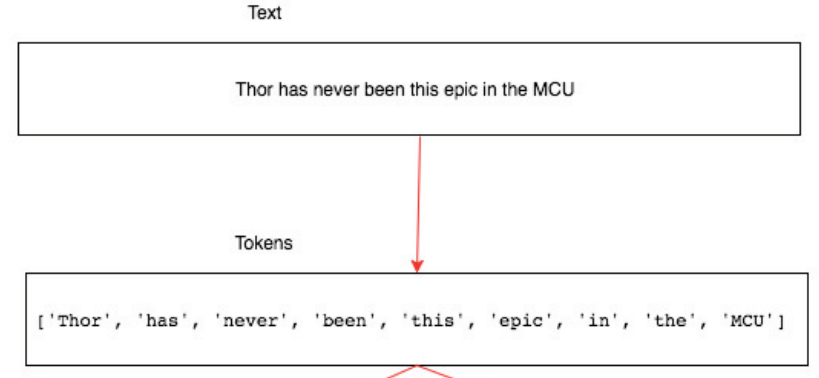 Text
Thor has never been this epic in the MCU
Tokens
['Thor', 'has', 'never', 'been', 'this', 'epic', 'in', 'the', 'MCU']